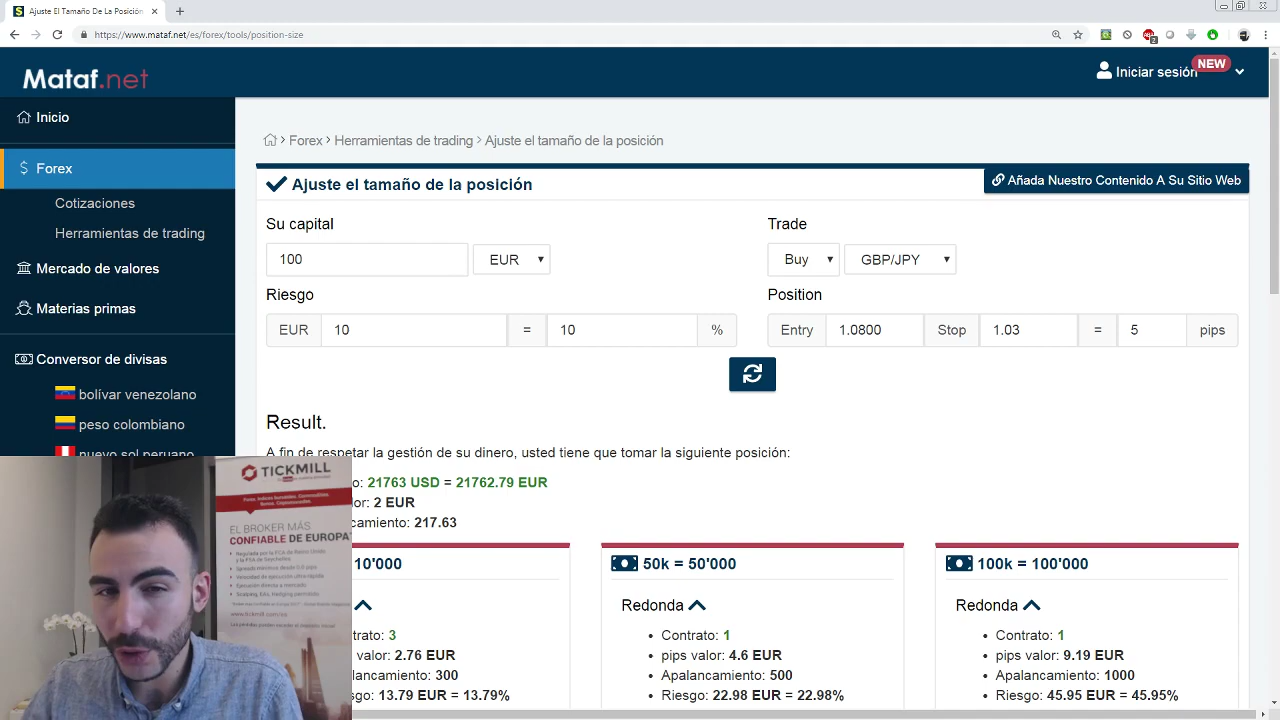 Ajuste El Tamaño De La Posición
https://www.mataf.net/es/forex/tools/position-size
Mataf.net
Iniciar sesión
NEW
Inicio
Forex
Cotizaciones
Herramientas de trading
Mercado de valores
Materias primas
Conversor de divisas
bolívar venezolano
peso colombiano
nuevo sol peruano
Forex
Herramientas de trading
Ajuste el tamaño de la posición
Ajuste el tamaño de la posición
Añada Nuestro Contenido A Su Sitio Web
Su capital
100 EUR
Riesgo
EUR 10 = 10 %
Trade
Buy GBP/JPY
Position
Entry 1.0800 Stop 1.03 = 5 pips
Result.
A fin de respetar la gestión de su dinero, usted tiene que tomar la siguiente posición:
o: 21763 USD = 21762.79 EUR
or: 2 EUR
ncamiento: 217.63
10'000
trato: 3
valor: 2.76 EUR
lancamiento: 300
sgo: 13.79 EUR = 13.79%
50k = 50'000
Redonda
Contrato: 1
pips valor: 4.6 EUR
Apalancamiento: 500
Riesgo: 22.98 EUR = 22.98%
100k = 100'000
Redonda
Contrato: 1
pips valor: 9.19 EUR
Apalancamiento: 1000
Riesgo: 45.95 EUR = 45.95%
TICKMILL
EL BROKER MÁS
CONFIABLE DE EUROPA